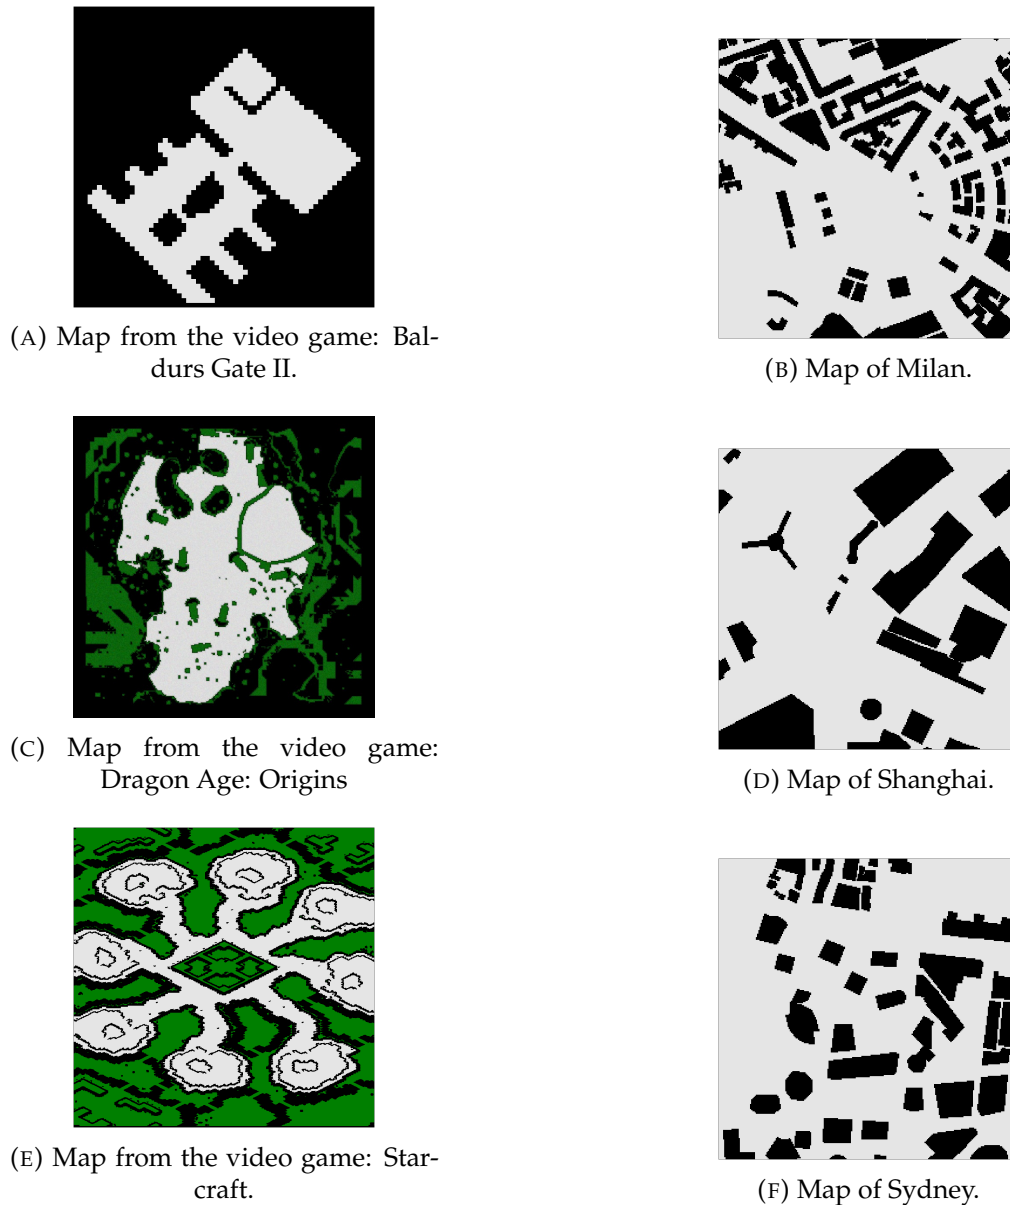 (A) Map from the video game: Bal-
durs Gate II.
(B) Map of Milan.
(C) Map from the video game:
Dragon Age: Origins
(D) Map of Shanghai.
(E) Map from the video game: Star-
craft.
(F) Map of Sydney.